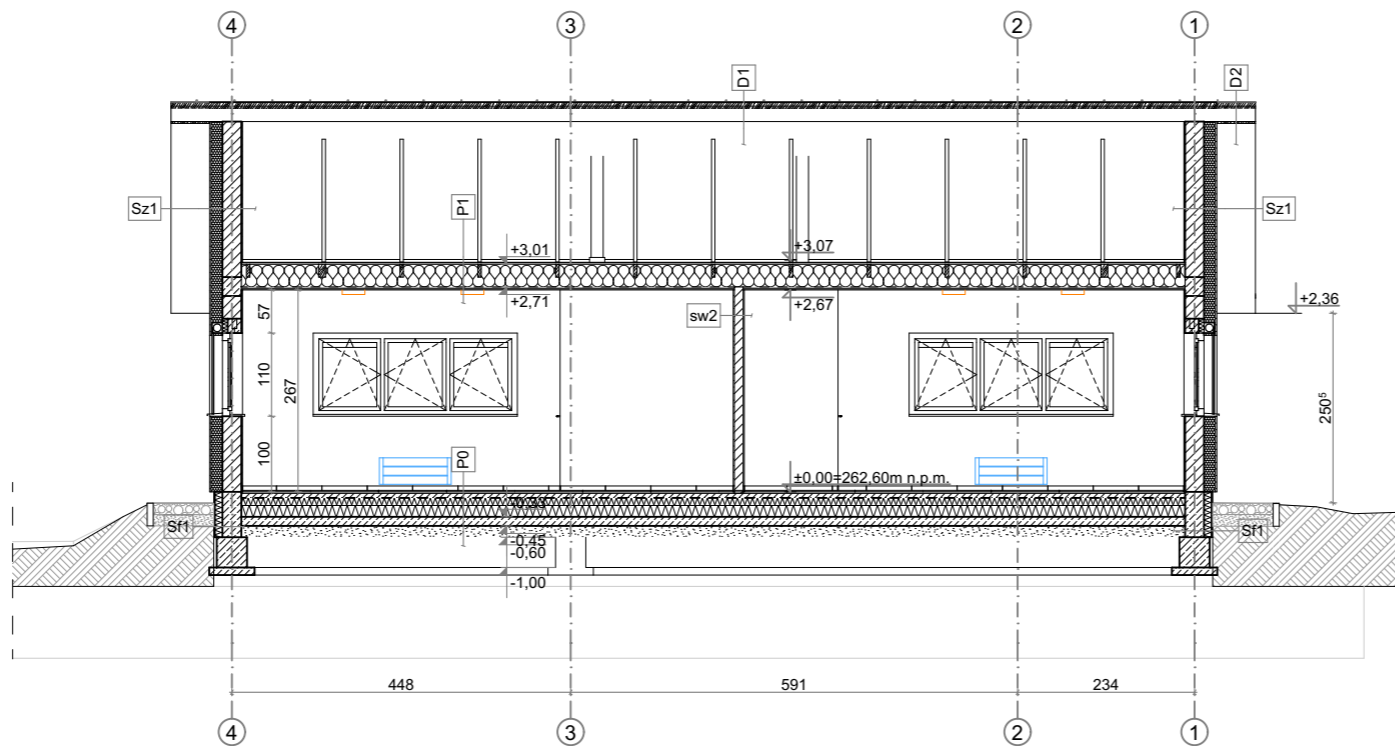 4
3
2
1
D1
D2
Sz1
P1
Sz1
+3,01
+3,07
+2,71
+2,67
+2,36
57
sw2
110
267
250⁵
100
P0
±0,00=262,60m n.p.m.
-0,33
Sf1
Sf1
-0,45
-0,60
-1,00
448
591
234
4
3
2
1